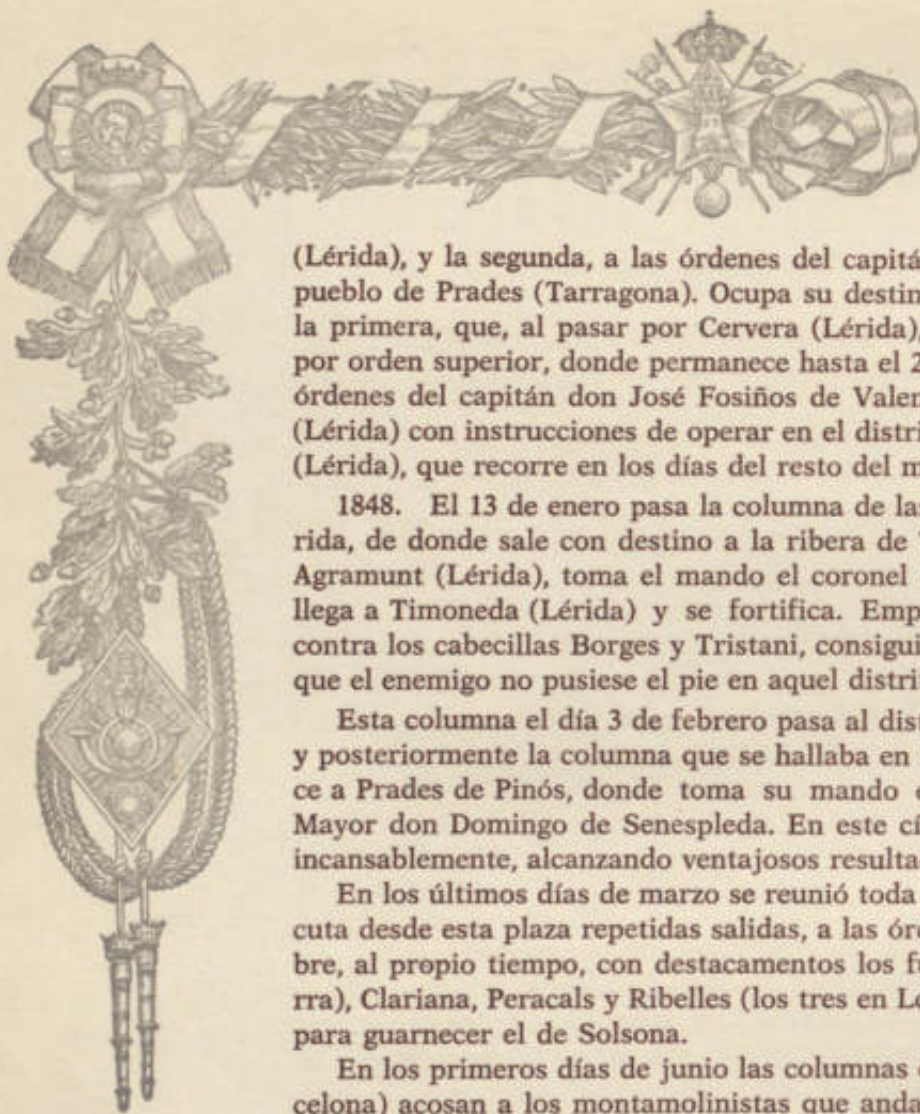 (Lérida), y la segunda, a las órdenes del capitá
pueblo de Prades (Tarragona). Ocupa su destin
la primera, que, al pasar por Cervera (Lérida),
por orden superior, donde permanece hasta el 2
órdenes del capitán don José Fosiños de Valen
(Lérida) con instrucciones de operar en el distri
(Lérida), que recorre en los días del resto del m
1848. El 13 de enero pasa la columna de las
rida, de donde sale con destino a la ribera de
Agramunt (Lérida), toma el mando el coronel
llega a Timoneda (Lérida) y se fortifica. Emp
contra los cabecillas Borges y Tristani, consigui
que el enemigo no pusiese el pie en aquel distri
Esta columna el día 3 de febrero pasa al dist
y posteriormente la columna que se hallaba en
ce a Prades de Pinós, donde toma su mando e
Mayor don Domingo de Senespleda. En este cí
incansablemente, alcanzando ventajosos resulta
En los últimos días de marzo se reunió toda
cuta desde esta plaza repetidas salidas, a las óro
bre, al propio tiempo, con destacamentos los fu
rra), Clariana, Peracals y Ribelles (los tres en Lé
para guarnecer el de Solsona.
En los primeros días de junio las columnas
celona) acosan a los montamolinistas que anda